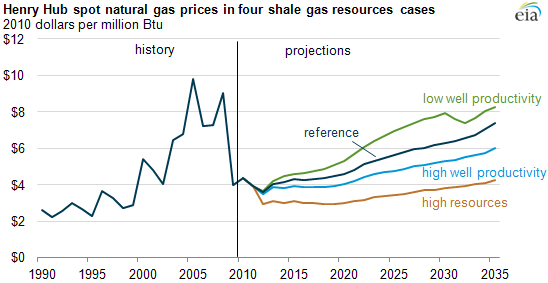 Henry Hub spot natural gas prices in four shale gas resources cases
2010 dollars per million Btu
eia
$12
history
projections
$10
low well productivity
$8
reference
$6
high well productivity
$4
high resources
$2
$0
1990 1995 2000 2005 2010 2015 2020 2025 2030 2035